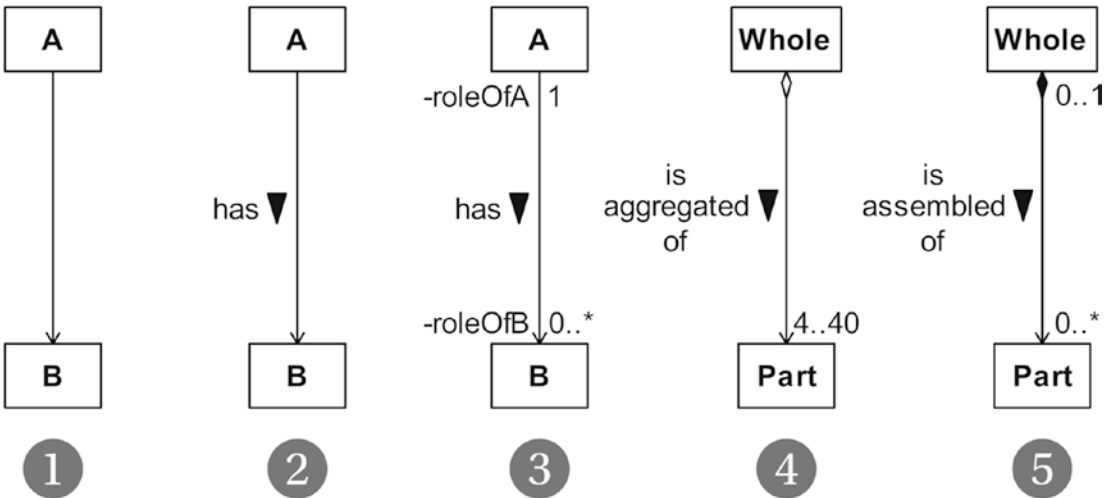 A
B
1
A
has
B
2
A
-roleOfA 1
has
-roleOfB 0..*
B
3
Whole
is
aggregated
of
4..40
Part
4
Whole
0..1
is
assembled
of
0..*
Part
5